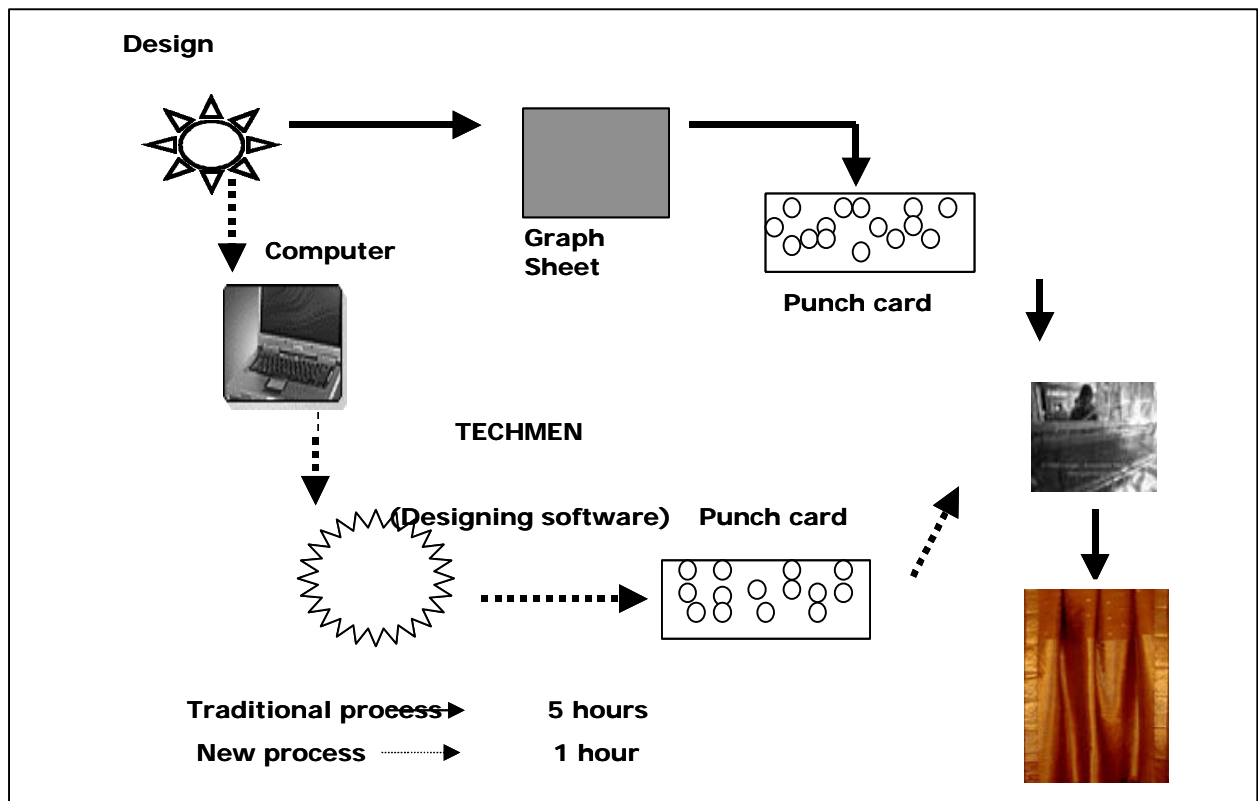 Design
Computer
Graph
Sheet
Punch card
TECHMEN
(Designing software)
Punch card
Traditional process
5 hours
New process
1 hour